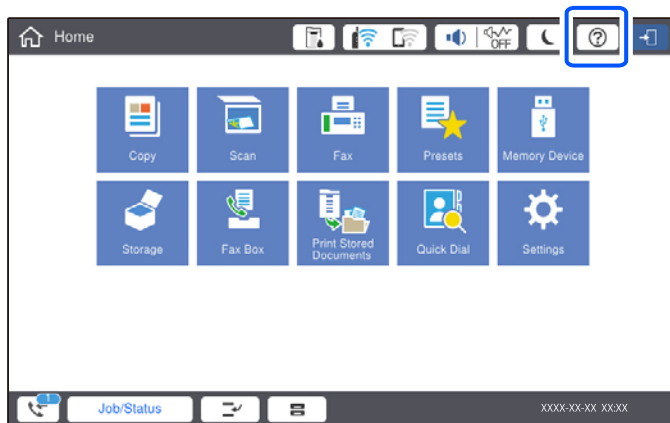 Home
OFF
?
Copy
Scan
Fax
Presets
Memory Device
Storage
Fax Box
Print Stored
Documents
Quick Dial
Settings
1
Job/Status
XXXX-XX-XX XX:XX